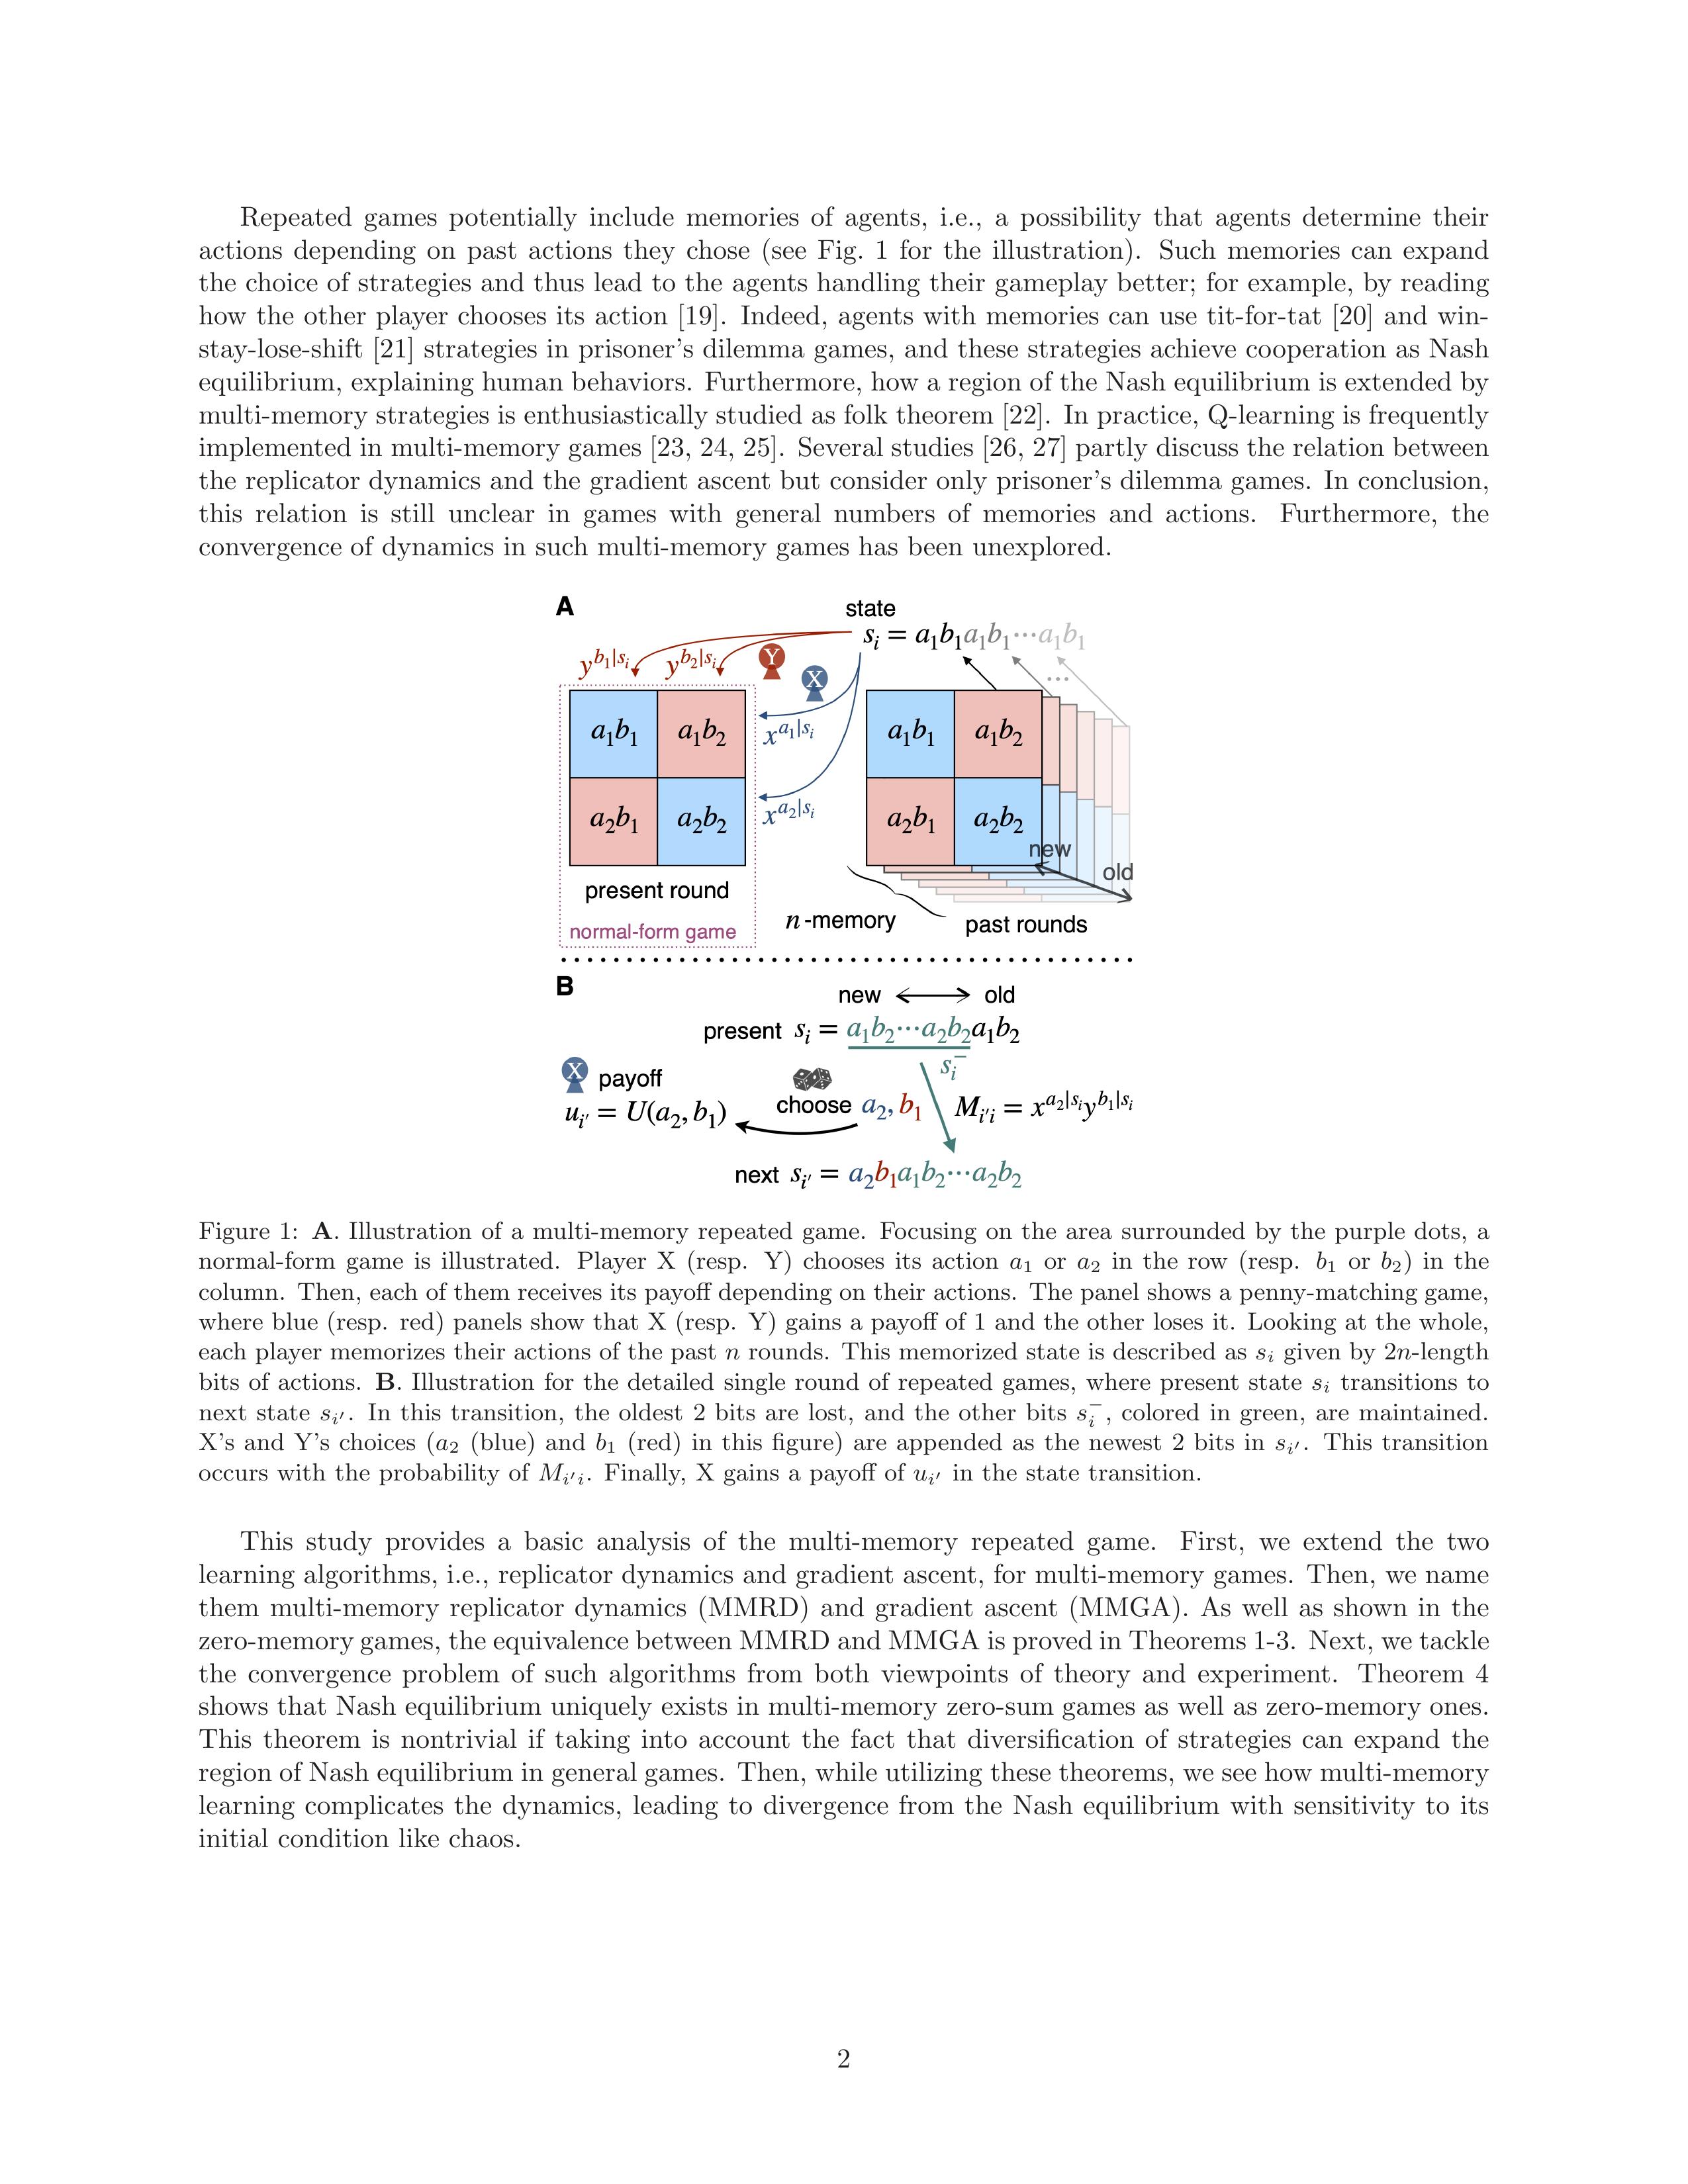 Repeated games potentially include memories of agents, i.e., a possibility that agents determine their
actions depending on past actions they chose (see Fig. 1 for the illustration). Such memories can expand
the choice of strategies and thus lead to the agents handling their gameplay better; for example, by reading
how the other player chooses its action [19]. Indeed, agents with memories can use tit-for-tat [20] and win-
stay-lose-shift [21] strategies in prisoner's dilemma games, and these strategies achieve cooperation as Nash
equilibrium, explaining human behaviors. Furthermore, how a region of the Nash equilibrium is extended by
multi-memory strategies is enthusiastically studied as folk theorem [22]. In practice, Q-learning is frequently
implemented in multi-memory games [23, 24, 25]. Several studies [26, 27] partly discuss the relation between
the replicator dynamics and the gradient ascent but consider only prisoner's dilemma games. In conclusion,
this relation is still unclear in games with general numbers of memories and actions. Furthermore, the
convergence of dynamics in such multi-memory games has been unexplored.
A
state
s_i = a_1b_1a_1b_1⋯a_1b_1
y^{b_1|s_i} y^{b_2|s_i} Y
X
...
a_1b_1 a_1b_2 x^{a_1|s_i} a_1b_1 a_1b_2
a_2b_1 a_2b_2 x^{a_2|s_i} a_2b_1 a_2b_2
new
old
present round
n-memory past rounds
normal-form game
B
new old
present s_i = a_1b_2⋯a_2b_2a_1b_2
s_i^-
X payoff
u_{i'} = U(a_2, b_1) choose a_2, b_1 M_{i'i} = x^{a_2|s_i}y^{b_1|s_i}
next s_{i'} = a_2b_1a_1b_2⋯a_2b_2
Figure 1: A. Illustration of a multi-memory repeated game. Focusing on the area surrounded by the purple dots, a
normal-form game is illustrated. Player X (resp. Y) chooses its action a_1 or a_2 in the row (resp. b_1 or b_2) in the
column. Then, each of them receives its payoff depending on their actions. The panel shows a penny-matching game,
where blue (resp. red) panels show that X (resp. Y) gains a payoff of 1 and the other loses it. Looking at the whole,
each player memorizes their actions of the past n rounds. This memorized state is described as s_i given by 2n-length
bits of actions. B. Illustration for the detailed single round of repeated games, where present state s_i transitions to
next state s_{i'}. In this transition, the oldest 2 bits are lost, and the other bits s_i^-, colored in green, are maintained.
X's and Y's choices (a_2 (blue) and b_1 (red) in this figure) are appended as the newest 2 bits in s_{i'}. This transition
occurs with the probability of M_{i'i}. Finally, X gains a payoff of u_{i'} in the state transition.
This study provides a basic analysis of the multi-memory repeated game. First, we extend the two
learning algorithms, i.e., replicator dynamics and gradient ascent, for multi-memory games. Then, we name
them multi-memory replicator dynamics (MMRD) and gradient ascent (MMGA). As well as shown in the
zero-memory games, the equivalence between MMRD and MMGA is proved in Theorems 1-3. Next, we tackle
the convergence problem of such algorithms from both viewpoints of theory and experiment. Theorem 4
shows that Nash equilibrium uniquely exists in multi-memory zero-sum games as well as zero-memory ones.
This theorem is nontrivial if taking into account the fact that diversification of strategies can expand the
region of Nash equilibrium in general games. Then, while utilizing these theorems, we see how multi-memory
learning complicates the dynamics, leading to divergence from the Nash equilibrium with sensitivity to its
initial condition like chaos.
2